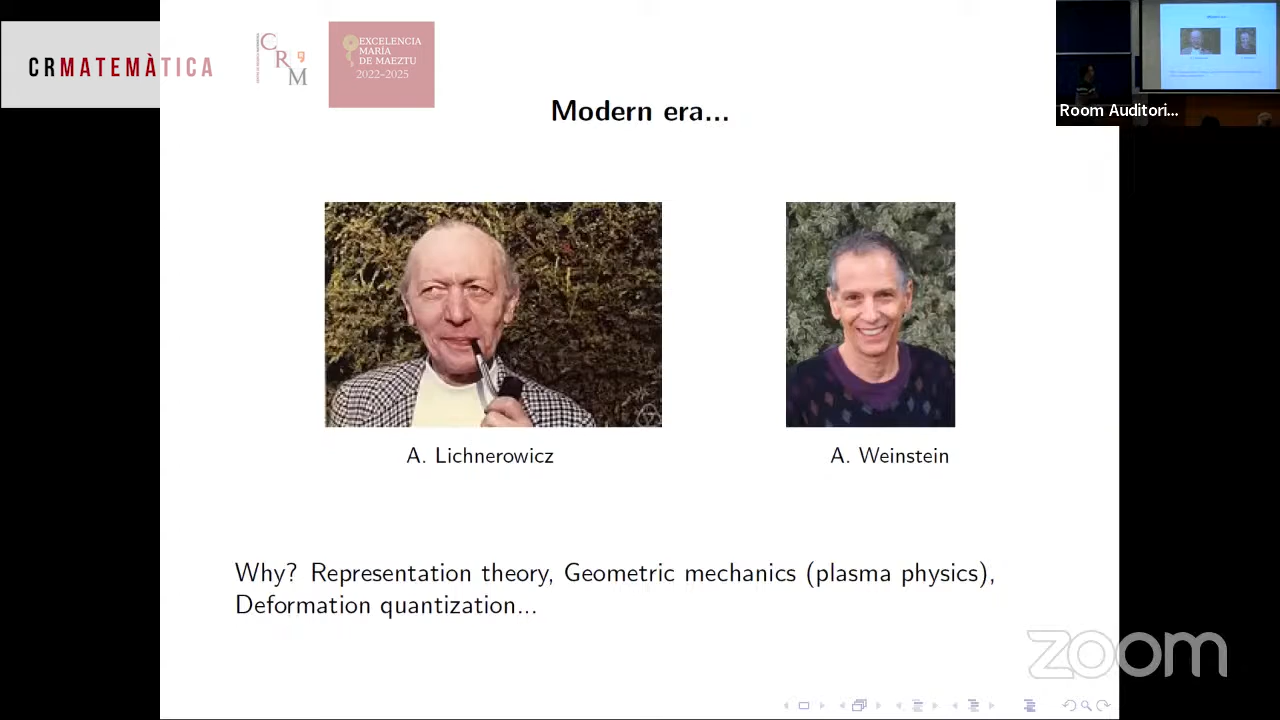 CRMATEMÀTICA
CRM
EXCELENCIA
MARÍA
DE MAEZTU
2022-2025
Room Auditori...
Modern era...
A. Lichnerowicz
A. Weinstein
Why? Representation theory, Geometric mechanics (plasma physics),
Deformation quantization...
zoom